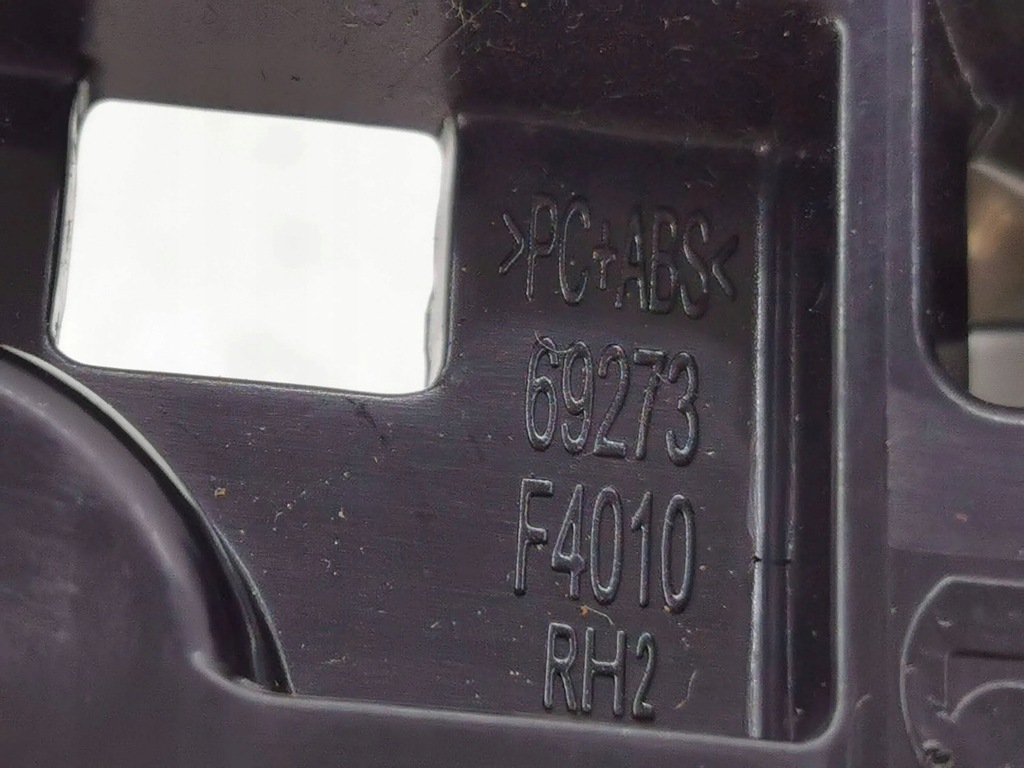 >PC+ABS<
69273
F4010
RH2